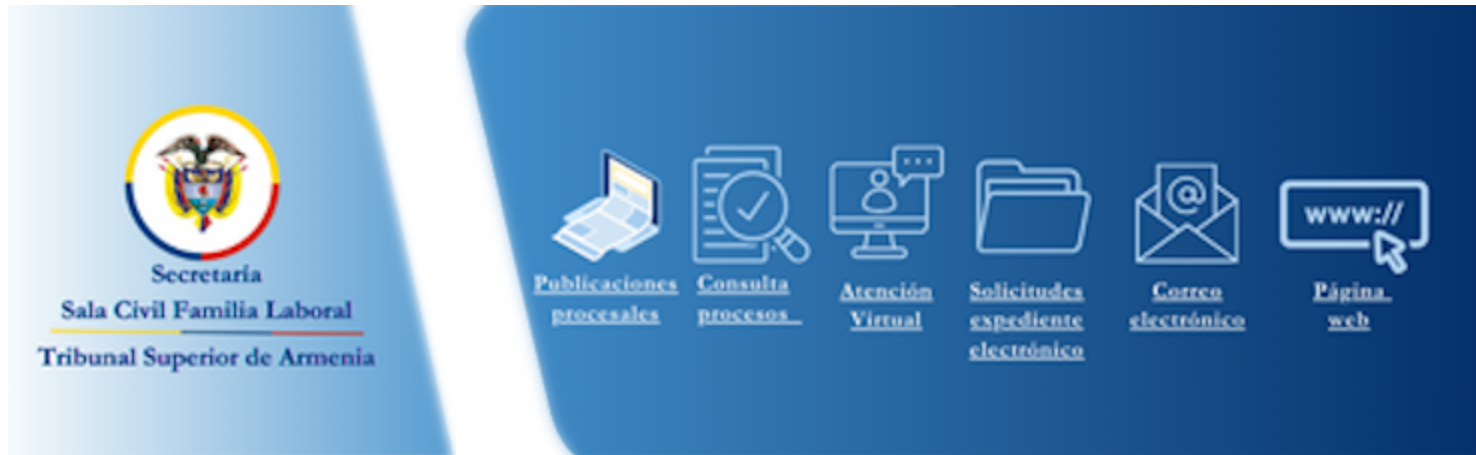 Secretaría
Sala Civil Familia Laboral
Tribunal Superior de Armenia
Publicaciones
procesales
Consulta
procesos
Atención
Virtual
Solicitudes
expediente
electrónico
@
Correo
electrónico
www://
Página
web